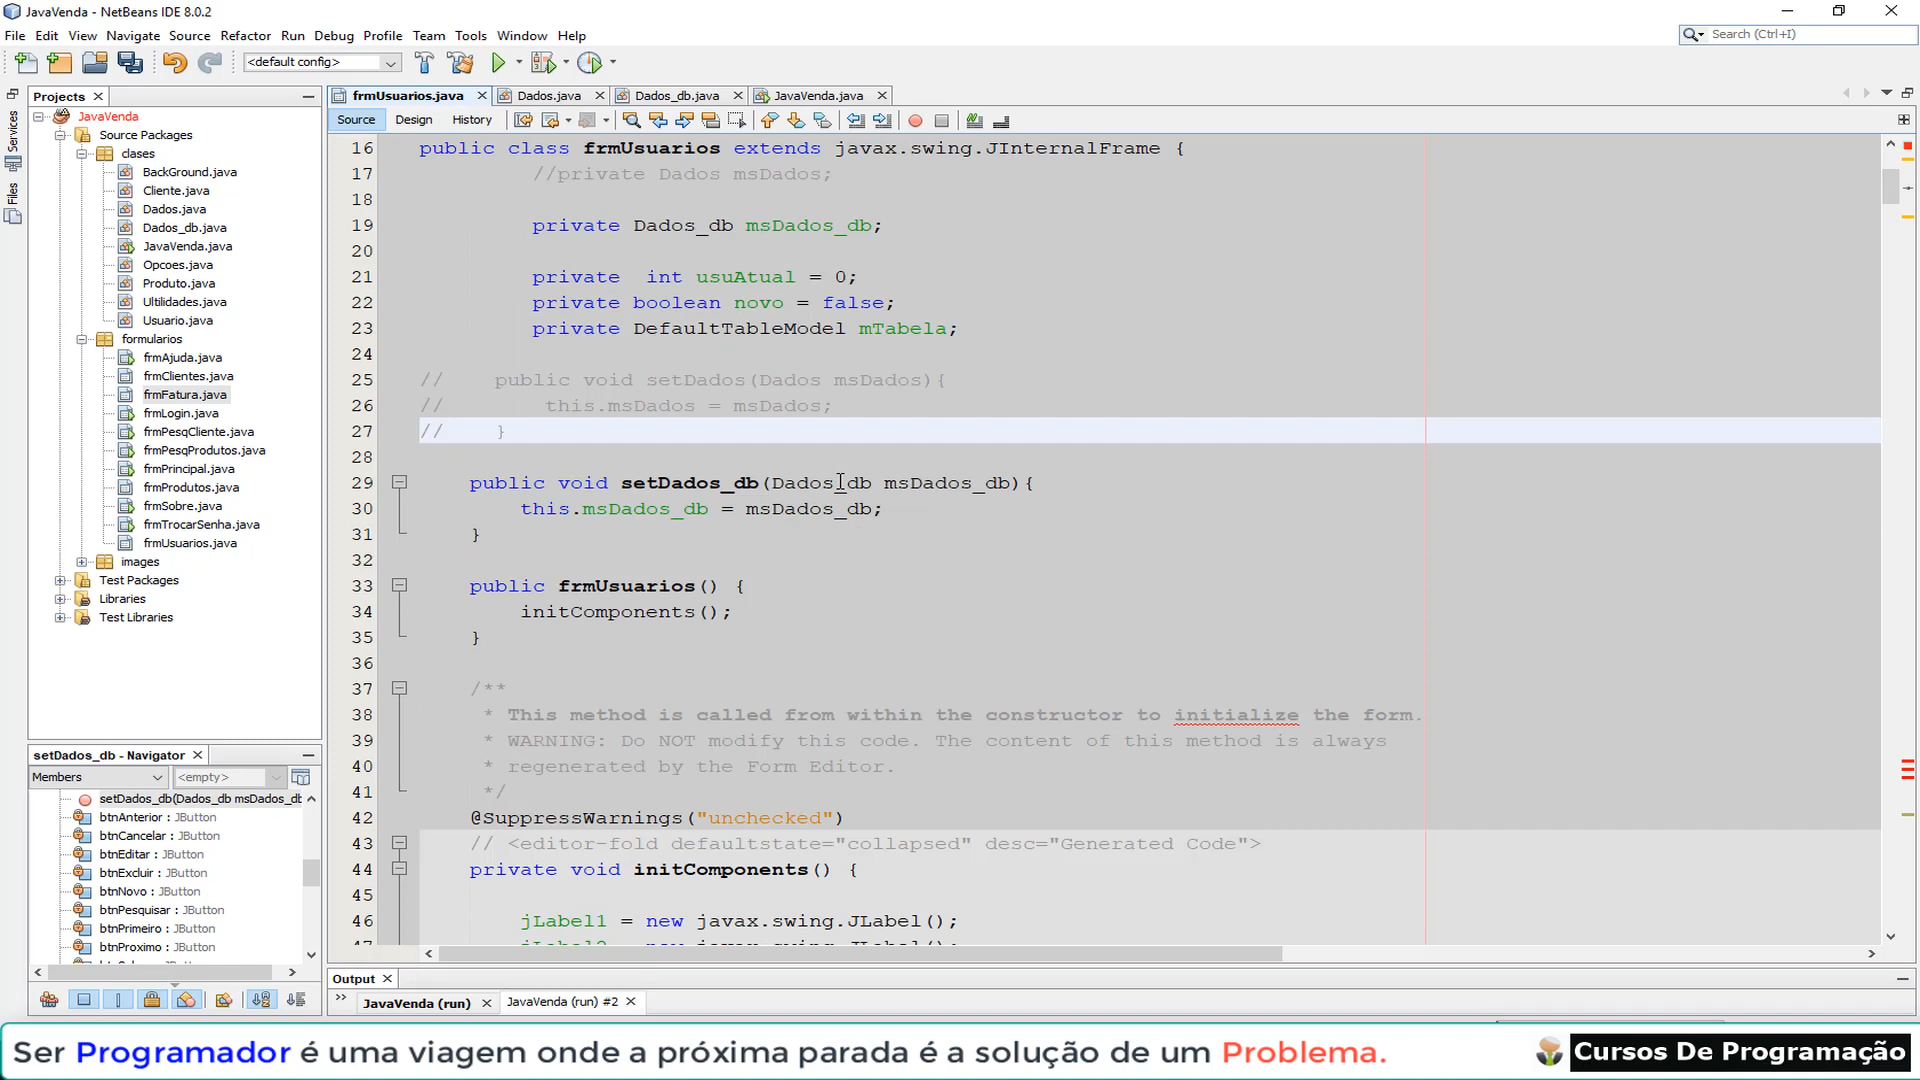 JavaVenda - NetBeans IDE 8.0.2
File Edit View Navigate Source Refactor Run Debug Profile Team Tools Window Help
Search (Ctrl+I)
<default config>
Services
Files
Projects
JavaVenda
Source Packages
clases
BackGround.java
Cliente.java
Dados.java
Dados_db.java
JavaVenda.java
Opcoes.java
Produto.java
Ultilidades.java
Usuario.java
formularios
frmAjuda.java
frmClientes.java
frmFatura.java
frmLogin.java
frmPesqCliente.java
frmPesqProdutos.java
frmPrincipal.java
frmProdutos.java
frmSobre.java
frmTrocarSenha.java
frmUsuarios.java
images
Test Packages
Libraries
Test Libraries
setDados_db - Navigator
Members
<empty>
setDados_db(Dados_db msDados_db
btnAnterior : JButton
btnCancelar : JButton
btnEditar : JButton
btnExcluir : JButton
btnNovo : JButton
btnPesquisar : JButton
btnPrimeiro : JButton
btnProximo : JButton
frmUsuarios.java Dados.java Dados_db.java JavaVenda.java
Source Design History
16 public class frmUsuarios extends javax.swing.JInternalFrame {
17 //private Dados msDados;
18
19 private Dados_db msDados_db;
20
21 private int usuAtual = 0;
22 private boolean novo = false;
23 private DefaultTableModel mTabela;
24
25 // public void setDados(Dados msDados){
26 // this.msDados = msDados;
27 // }
28
29 public void setDados_db(Dados_db msDados_db){
30 this.msDados_db = msDados_db;
31 }
32
33 public frmUsuarios() {
34 initComponents();
35 }
36
37 /**
38 * This method is called from within the constructor to initialize the form.
39 * WARNING: Do NOT modify this code. The content of this method is always
40 * regenerated by the Form Editor.
41 */
42 @SuppressWarnings("unchecked")
43 // <editor-fold defaultstate="collapsed" desc="Generated Code">
44 private void initComponents() {
45
46 jLabel1 = new javax.swing.JLabel();
Output
JavaVenda (run) JavaVenda (run) #2
Ser Programador é uma viagem onde a próxima parada é a solução de um Problema.
Cursos De Programação